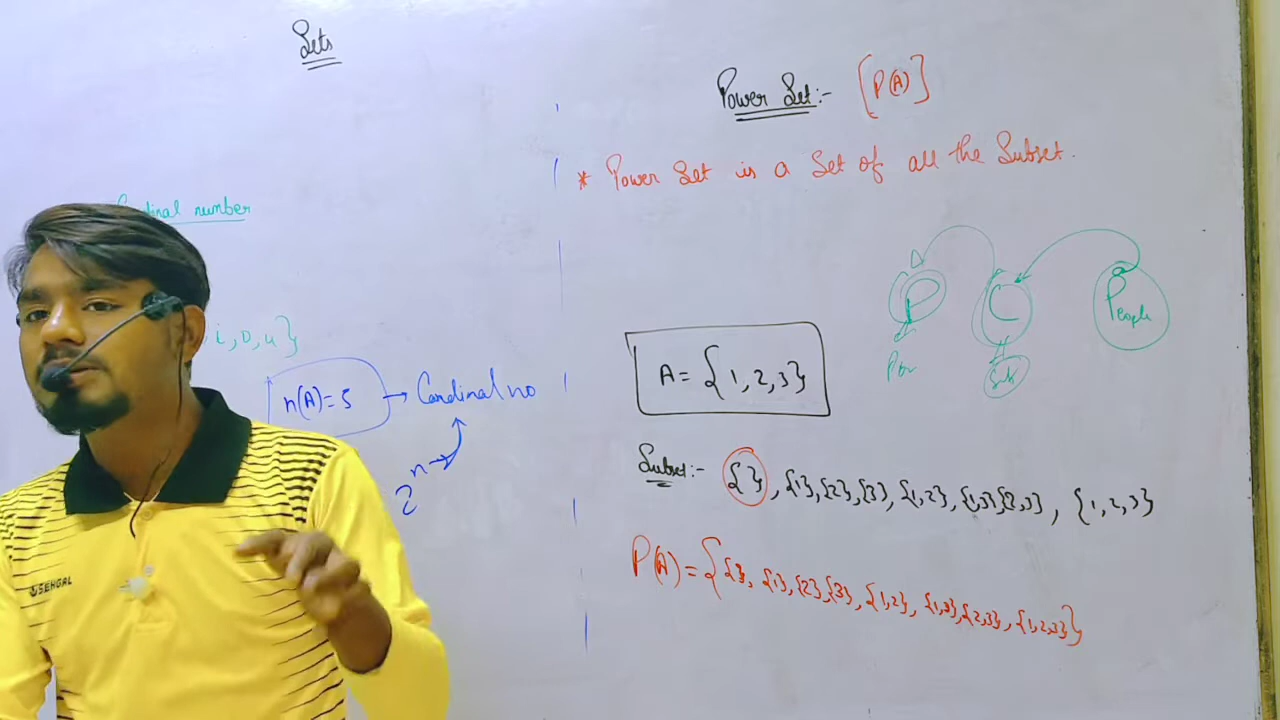 Sets
Cardinal number
i, o, u}
n(A)=5 → Cardinal no
2^n →
SEHGAL
Power Set:- [P(A)]
* Power Set is a Set of all the Subset.
P C People
Sub
A = {1,2,3}
Subset:- { }, {1},{2},{3}, {1,2}, {1,3}{2,3}, {1,2,3}
P(A) = { { }, {1},{2},{3}, {1,2}, {1,3},{2,3}, {1,2,3}}